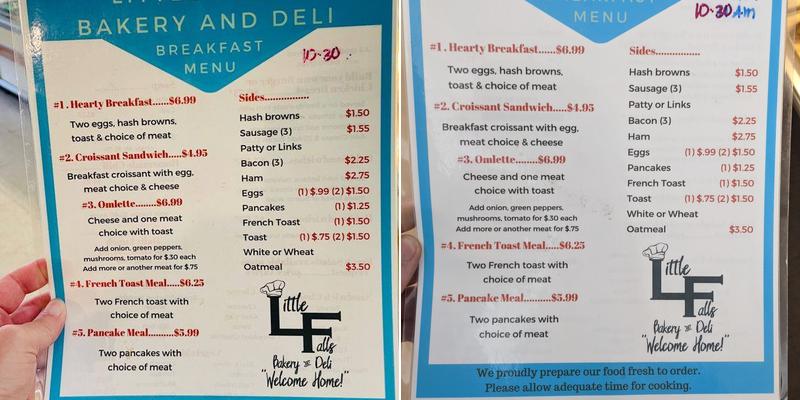 BAKERY AND DELI
BREAKFAST
MENU
10-30
#1. Hearty Breakfast......$6.99
Two eggs, hash browns,
toast & choice of meat
#2. Croissant Sandwich.....$4.95
Breakfast croissant with egg,
meat choice & cheese
#3. Omlette........$6.99
Cheese and one meat
choice with toast
Add onion, green peppers,
mushrooms, tomato for $.30 each
Add more or another meat for $.75
#4. French Toast Meal.....$6.25
Two French toast with
choice of meat
#5. Pancake Meal..........$5.99
Two pancakes with
choice of meat
Sides...............
Hash browns $1.50
Sausage (3) $1.55
Patty or Links
Bacon (3) $2.25
Ham $2.75
Eggs (1) $.99 (2) $1.50
Pancakes (1) $1.25
French Toast (1) $1.50
Toast (1) $.75 (2) $1.50
White or Wheat
Oatmeal $3.50
Little
Falls
Bakery & Deli
"Welcome Home!"
MENU
10-30 A.m
#1. Hearty Breakfast......$6.99
Two eggs, hash browns,
toast & choice of meat
#2. Croissant Sandwich.....$4.95
Breakfast croissant with egg,
meat choice & cheese
#3. Omlette........$6.99
Cheese and one meat
choice with toast
Add onion, green peppers,
mushrooms, tomato for $.30 each
Add more or another meat for $.75
#4. French Toast Meal.....$6.25
Two French toast with
choice of meat
#5. Pancake Meal..........$5.99
Two pancakes with
choice of meat
Sides...............
Hash browns $1.50
Sausage (3) $1.55
Patty or Links
Bacon (3) $2.25
Ham $2.75
Eggs (1) $.99 (2) $1.50
Pancakes (1) $1.25
French Toast (1) $1.50
Toast (1) $.75 (2) $1.50
White or Wheat
Oatmeal $3.50
Little
Falls
Bakery & Deli
"Welcome Home!"
We proudly prepare our food fresh to order.
Please allow adequate time for cooking.